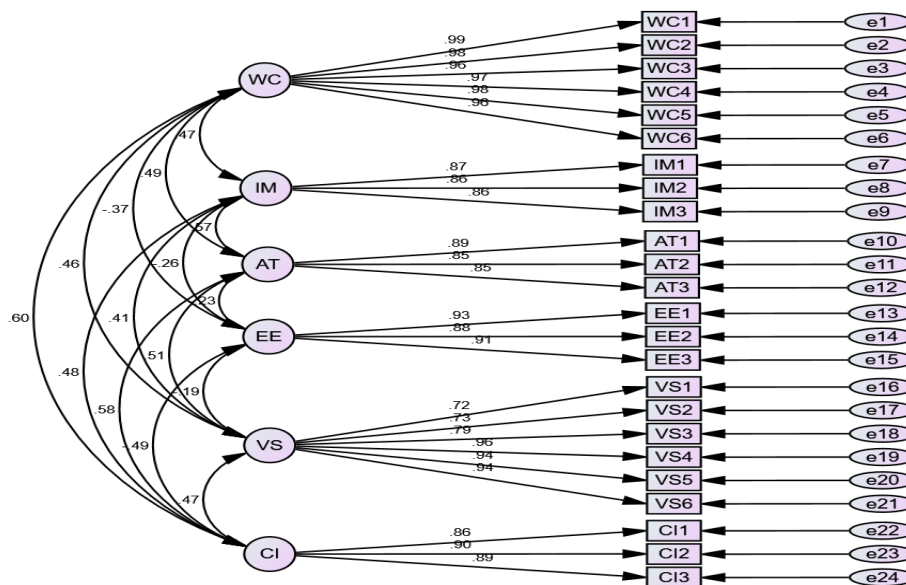 WC1 e1
.99
WC2 e2
.98
WC .96 WC3 e3
.97 WC4 e4
.98 WC5 e5
.96 WC6 e6
.47
.87 IM1 e7
.49 IM .86 IM2 e8
.86 IM3 e9
-.37
.57
.89 AT1 e10
.46 -.26 AT .85 AT2 e11
.85 AT3 e12
.60 .41 .23
.93 EE1 e13
EE .88 EE2 e14
.51 .91 EE3 e15
.48 -.19
.58 .72 VS1 e16
.73 VS2 e17
-.49 VS .79 VS3 e18
.96 VS4 e19
.94 VS5 e20
.47 .94 VS6 e21
.86 CI1 e22
CI .90 CI2 e23
.89 CI3 e24